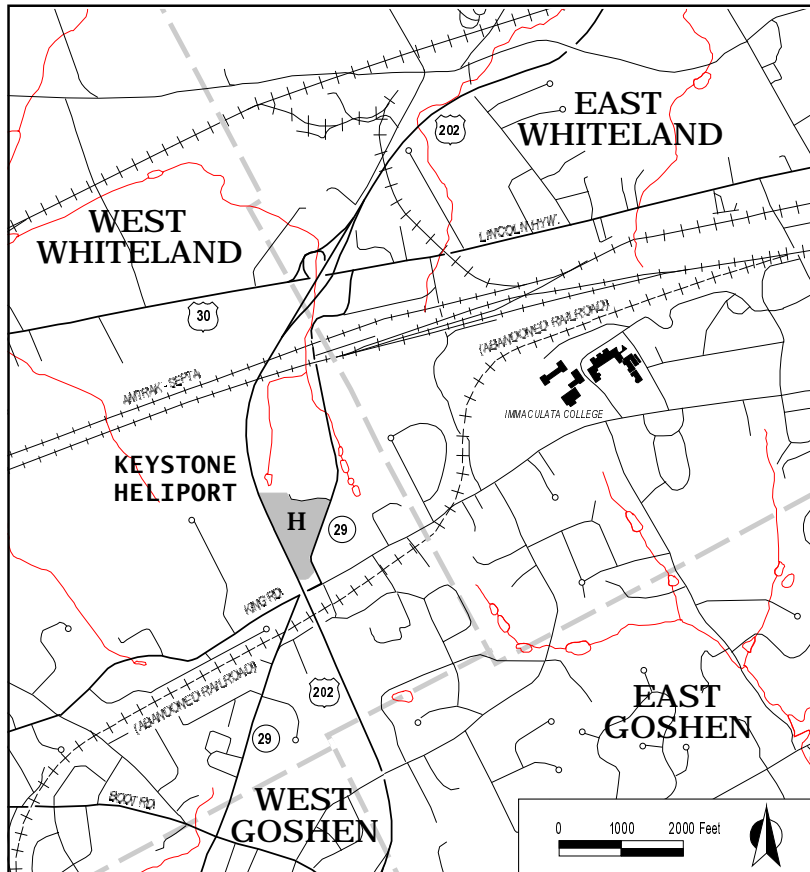 EAST
WHITELAND
202
WEST
WHITELAND
LINCOLN HYW.
30
(ABANDONED RAILROAD)
AMTRAK - SEPTA
IMMACULATA COLLEGE
KEYSTONE
HELIPORT
H
29
KING RD.
(ABANDONED RAILROAD)
202
EAST
GOSHEN
29
WEST
GOSHEN
BOOT RD.
0 1000 2000 Feet